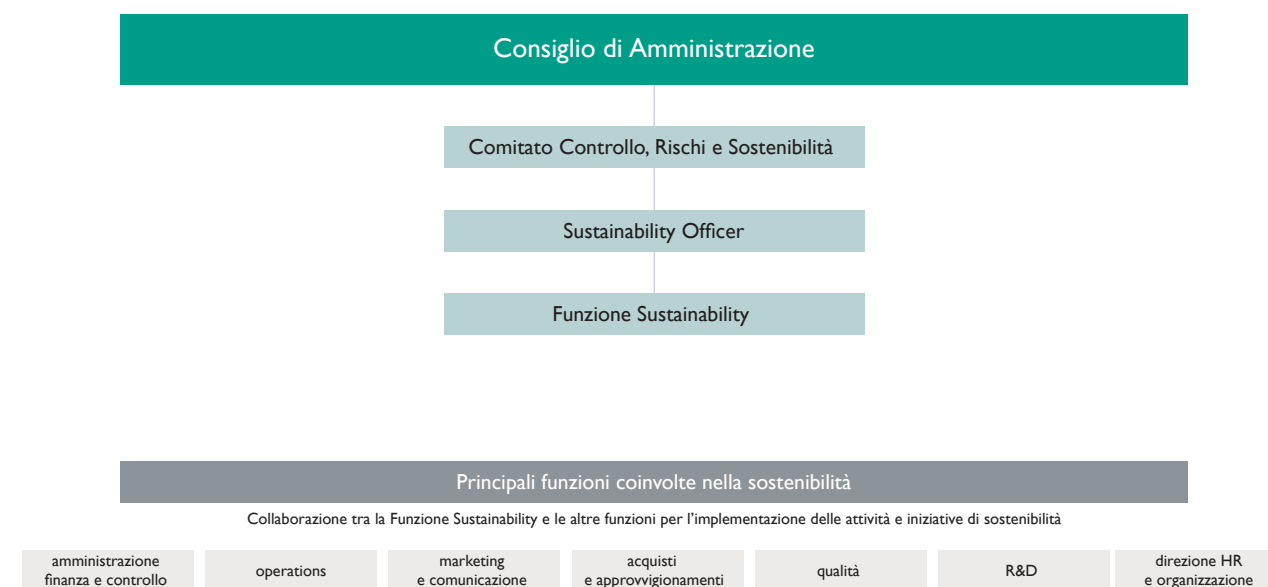 Consiglio di Amministrazione
Comitato Controllo, Rischi e Sostenibilità
Sustainability Officer
Funzione Sustainability
Principali funzioni coinvolte nella sostenibilità
Collaborazione tra la Funzione Sustainability e le altre funzioni per l’implementazione delle attività e iniziative di sostenibilità
amministrazione
finanza e controllo
operations
marketing
e comunicazione
acquisti
e approvvigionamenti
qualità
R&D
direzione HR
e organizzazione